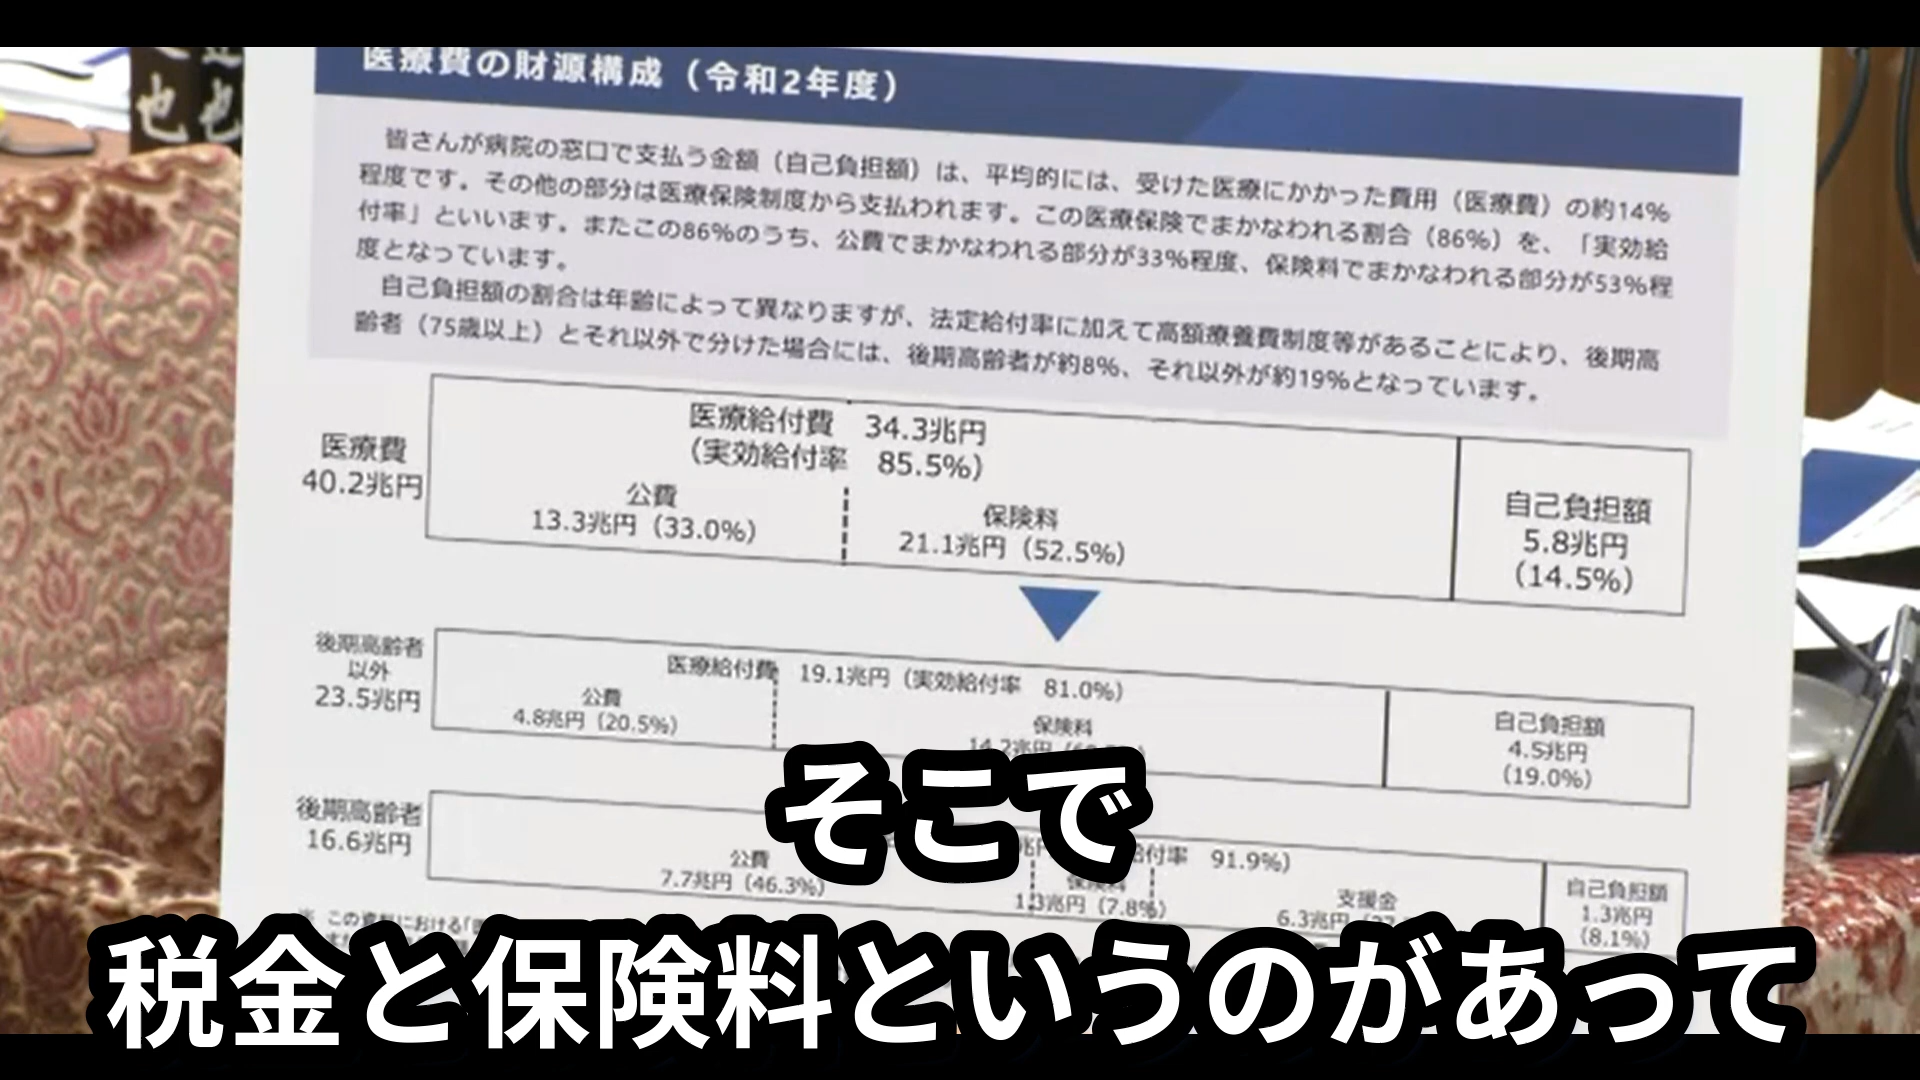 也 也
医療費の財源構成（令和2年度）
皆さんが病院の窓口で支払う金額（自己負担額）は、平均的には、受けた医療にかかった費用（医療費）の約14%
程度です。その他の部分は医療保険制度から支払われます。この医療保険でまかなわれる割合（86%）を、「実効給
付率」といいます。またこの86%のうち、公費でまかなわれる部分が33%程度、保険料でまかなわれる部分が53%程
度となっています。
自己負担額の割合は年齢によって異なりますが、法定給付率に加えて高額療養費制度等があることにより、後期高
齢者（75歳以上）とそれ以外で分けた場合には、後期高齢者が約8%、それ以外が約19%となっています。
医療費
40.2兆円
医療給付費 34.3兆円
（実効給付率 85.5%）
公費
13.3兆円（33.0%）
保険料
21.1兆円（52.5%）
自己負担額
5.8兆円
（14.5%）
後期高齢者
以外
23.5兆円
医療給付費 19.1兆円（実効給付率 81.0%）
公費
4.8兆円（20.5%）
保険料
14.2兆円
自己負担額
4.5兆円
（19.0%）
後期高齢者
16.6兆円
給付率 91.9%）
公費
7.7兆円（46.3%）
保険料
1.3兆円（7.8%）
支援金
6.3兆円
自己負担額
1.3兆円
（8.1%）
※ この資料における「医
そこで
税金と保険料というのがあって